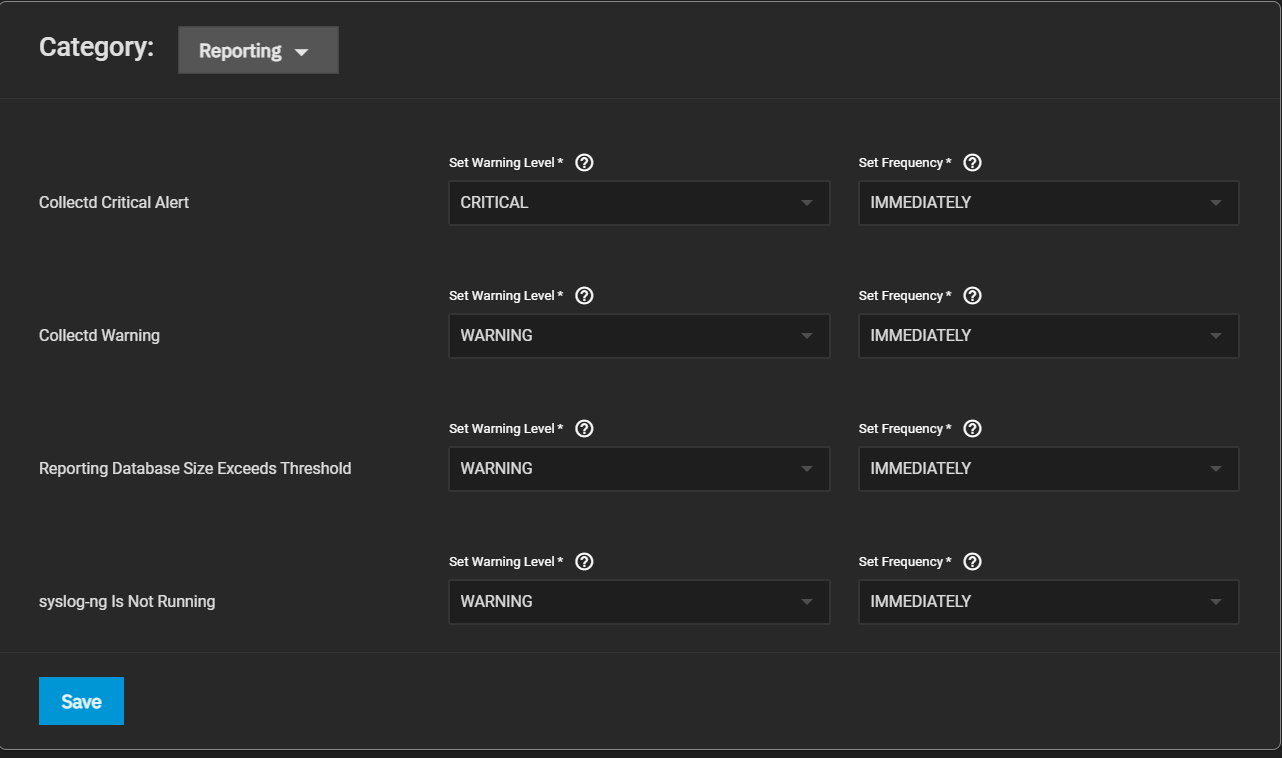 Category: Reporting
Set Warning Level * Set Frequency *
Collectd Critical Alert CRITICAL IMMEDIATELY
Set Warning Level * Set Frequency *
Collectd Warning WARNING IMMEDIATELY
Set Warning Level * Set Frequency *
Reporting Database Size Exceeds Threshold WARNING IMMEDIATELY
Set Warning Level * Set Frequency *
syslog-ng Is Not Running WARNING IMMEDIATELY
Save